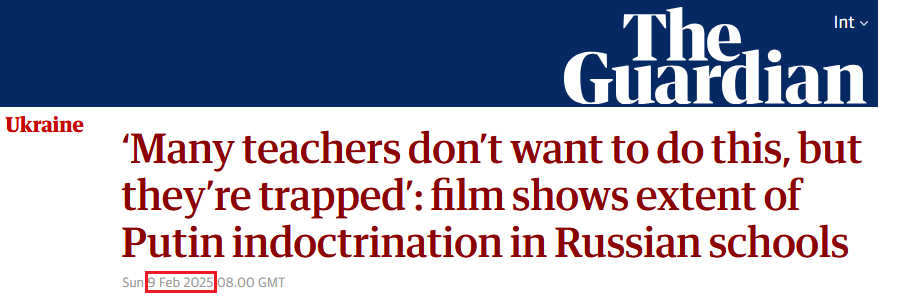 The
Guardian
Int
Ukraine
‘Many teachers don’t want to do this, but
they’re trapped’: film shows extent of
Putin indoctrination in Russian schools
Sun 9 Feb 2025 08.00 GMT